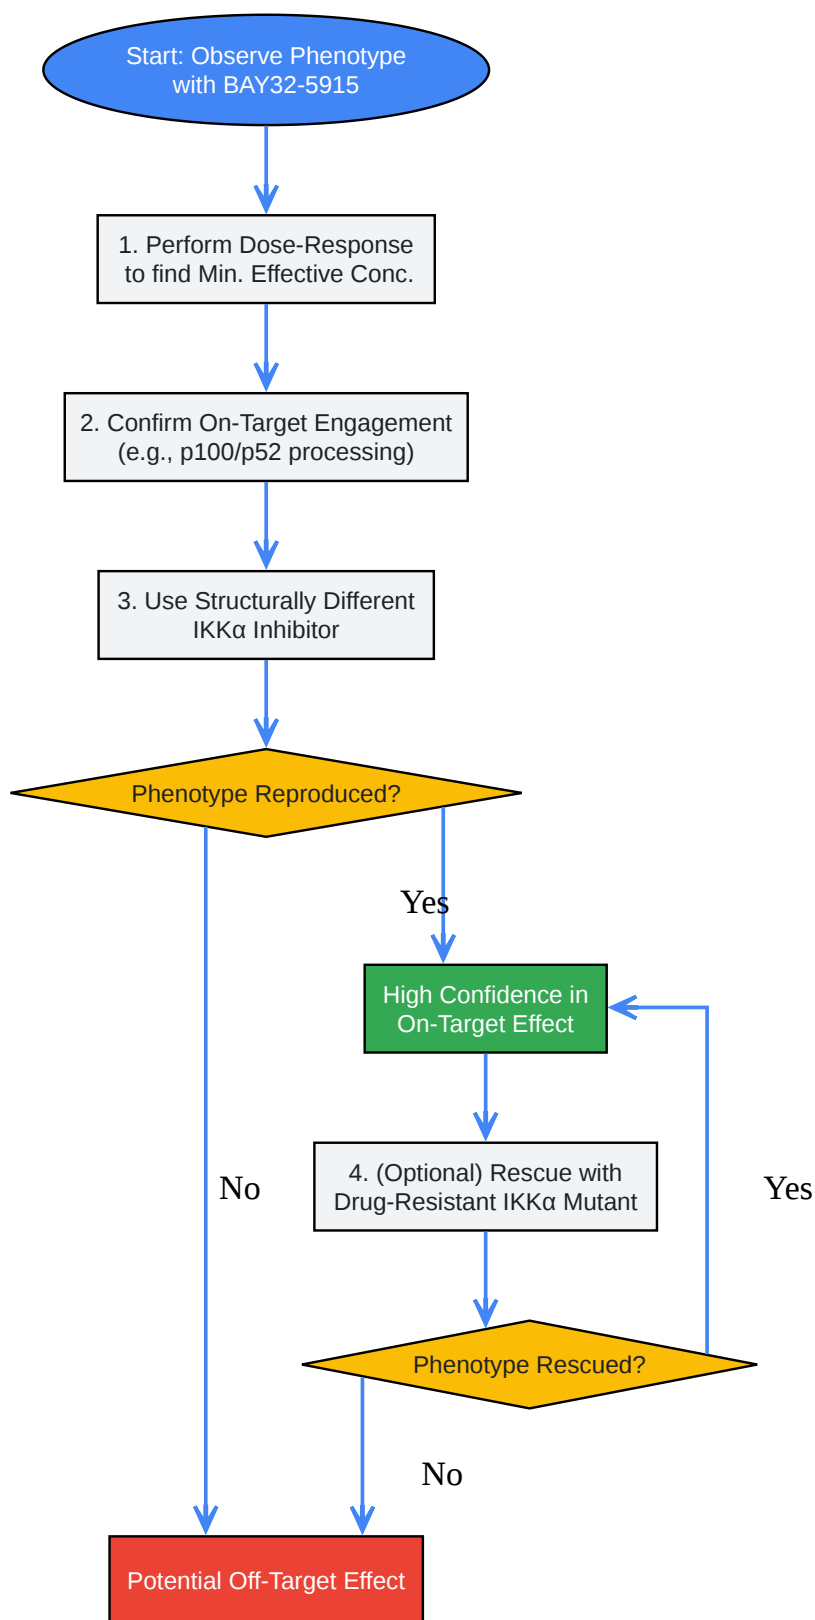 Start: Observe Phenotype
with BAY32-5915
1. Perform Dose-Response
to find Min. Effective Conc.
2. Confirm On-Target Engagement
(e.g., p100/p52 processing)
3. Use Structurally Different
IKKα Inhibitor
Phenotype Reproduced?
Yes
High Confidence in
On-Target Effect
4. (Optional) Rescue with
Drug-Resistant IKKα Mutant
No
Yes
Phenotype Rescued?
No
Potential Off-Target Effect